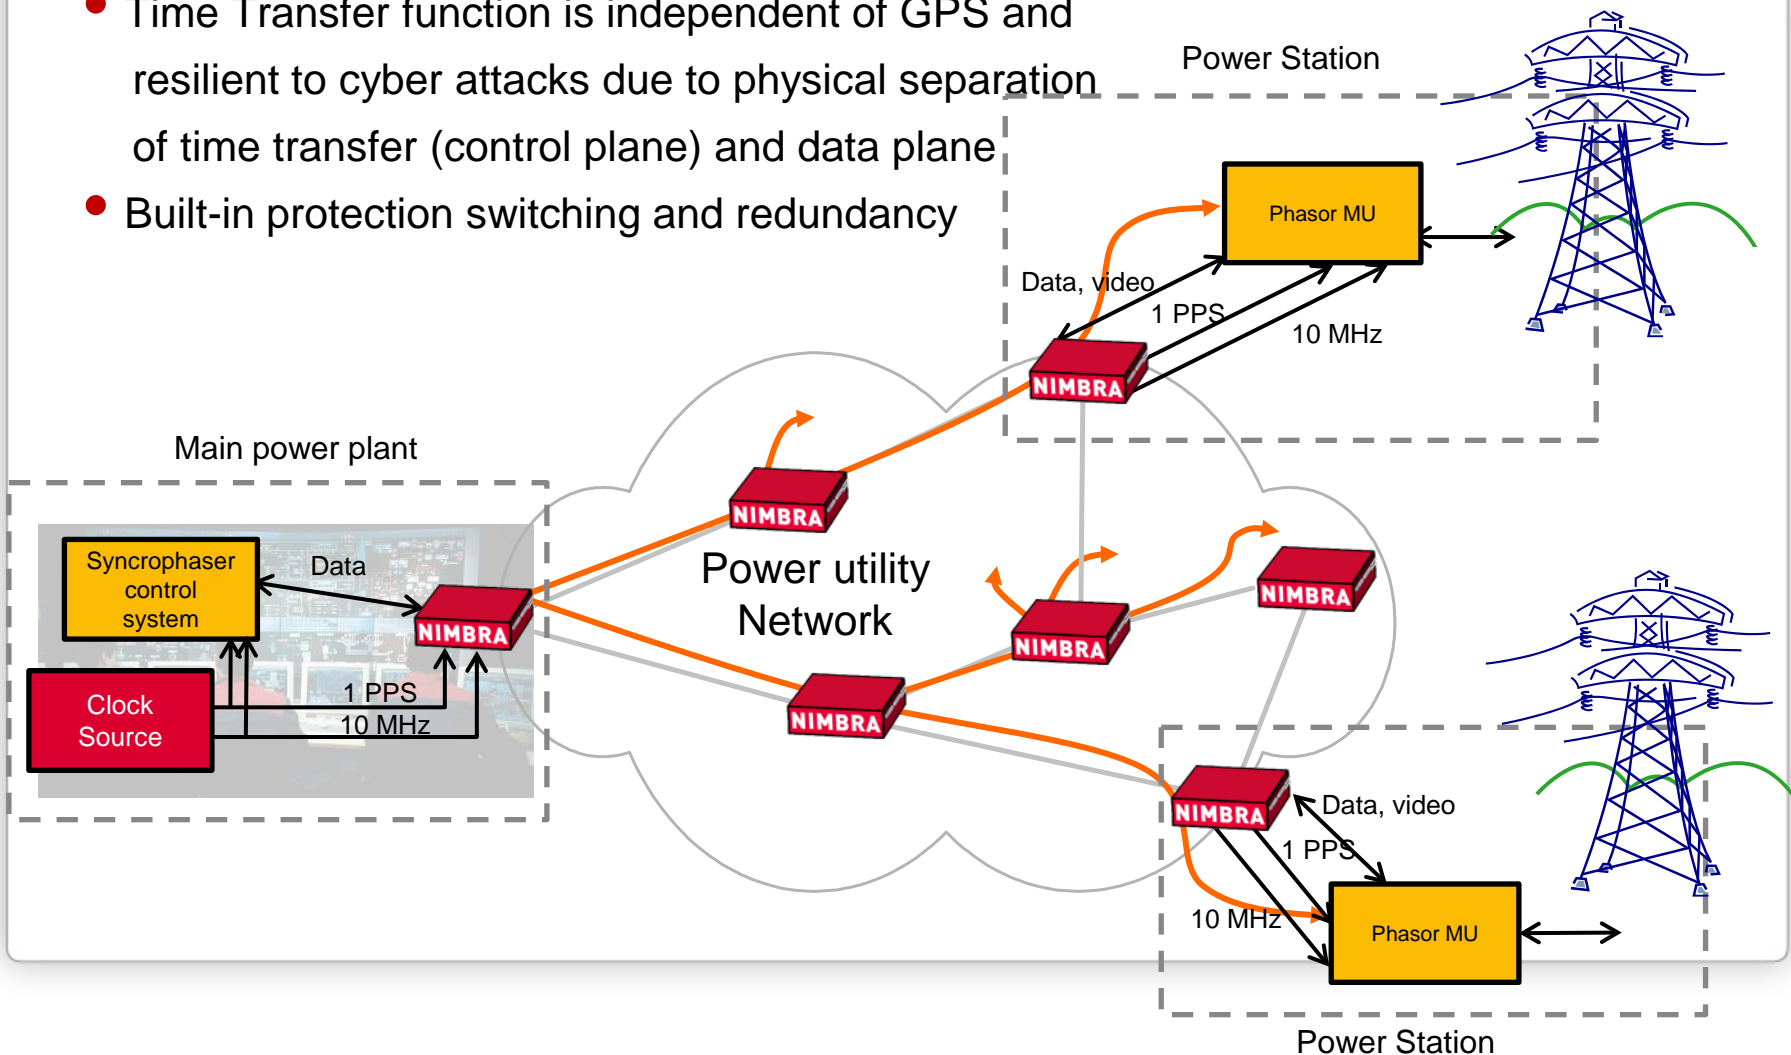 Time Transfer function is independent of GPS and
resilient to cyber attacks due to physical separation
of time transfer (control plane) and data plane
Built-in protection switching and redundancy
Power Station
Phasor MU
Data, video
1 PPS
10 MHz
NIMBRA
Main power plant
NIMBRA
Syncrophaser
control
system
Data
NIMBRA
Power utility
Network
NIMBRA
NIMBRA
Clock
Source
1 PPS
10 MHz
NIMBRA
NIMBRA
Data, video
1 PPS
10 MHz
Phasor MU
Power Station